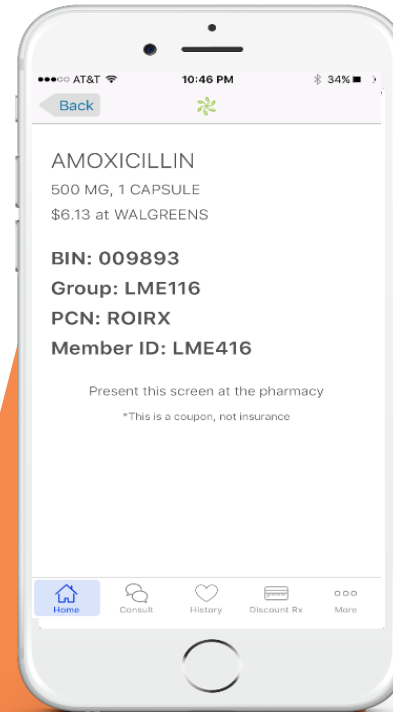 AT&T 10:46 PM 34%
Back
AMOXICILLIN
500 MG, 1 CAPSULE
$6.13 at WALGREENS
BIN: 009893
Group: LME116
PCN: ROIRX
Member ID: LME416
Present this screen at the pharmacy
*This is a coupon, not insurance
Home Consult History Discount Rx More